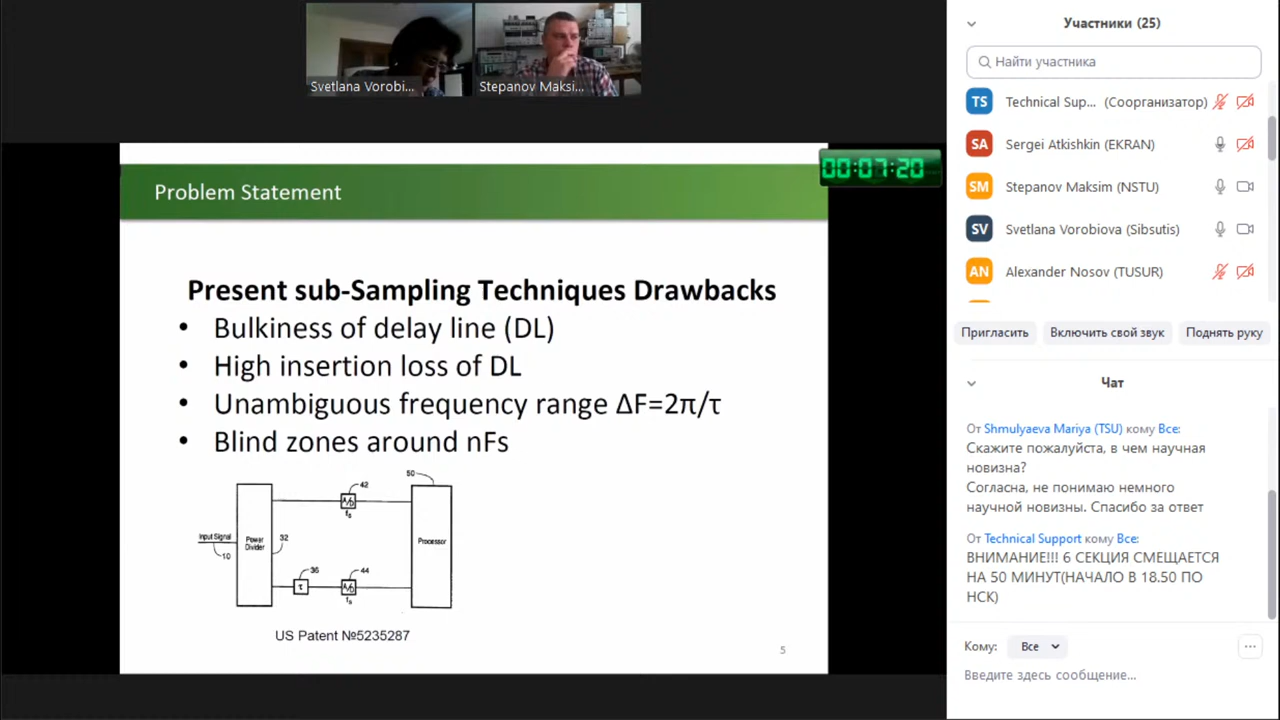 Svetlana Vorobi...
Stepanov Maksi...
00:07:20
Problem Statement
Present sub-Sampling Techniques Drawbacks
• Bulkiness of delay line (DL)
• High insertion loss of DL
• Unambiguous frequency range ΔF=2π/τ
• Blind zones around nFs
50
42
A/D
fs
Input Signal
10
Power
Divider
32
Processor
36
τ
44
A/D
fs
US Patent №5235287
5
Участники (25)
Найти участника
TS Technical Sup... (Соорганизатор)
SA Sergei Atkishkin (EKRAN)
SM Stepanov Maksim (NSTU)
SV Svetlana Vorobiova (Sibsutis)
AN Alexander Nosov (TUSUR)
Пригласить Включить свой звук Поднять руку
Чат
От Shmulyaeva Mariya (TSU) кому Все:
Скажите пожалуйста, в чем научная
новизна?
Согласна, не понимаю немного
научной новизны. Спасибо за ответ
От Technical Support кому Все:
ВНИМАНИЕ!!! 6 СЕКЦИЯ СМЕЩАЕТСЯ
НА 50 МИНУТ(НАЧАЛО В 18.50 ПО
НСК)
Кому: Все
Введите здесь сообщение...